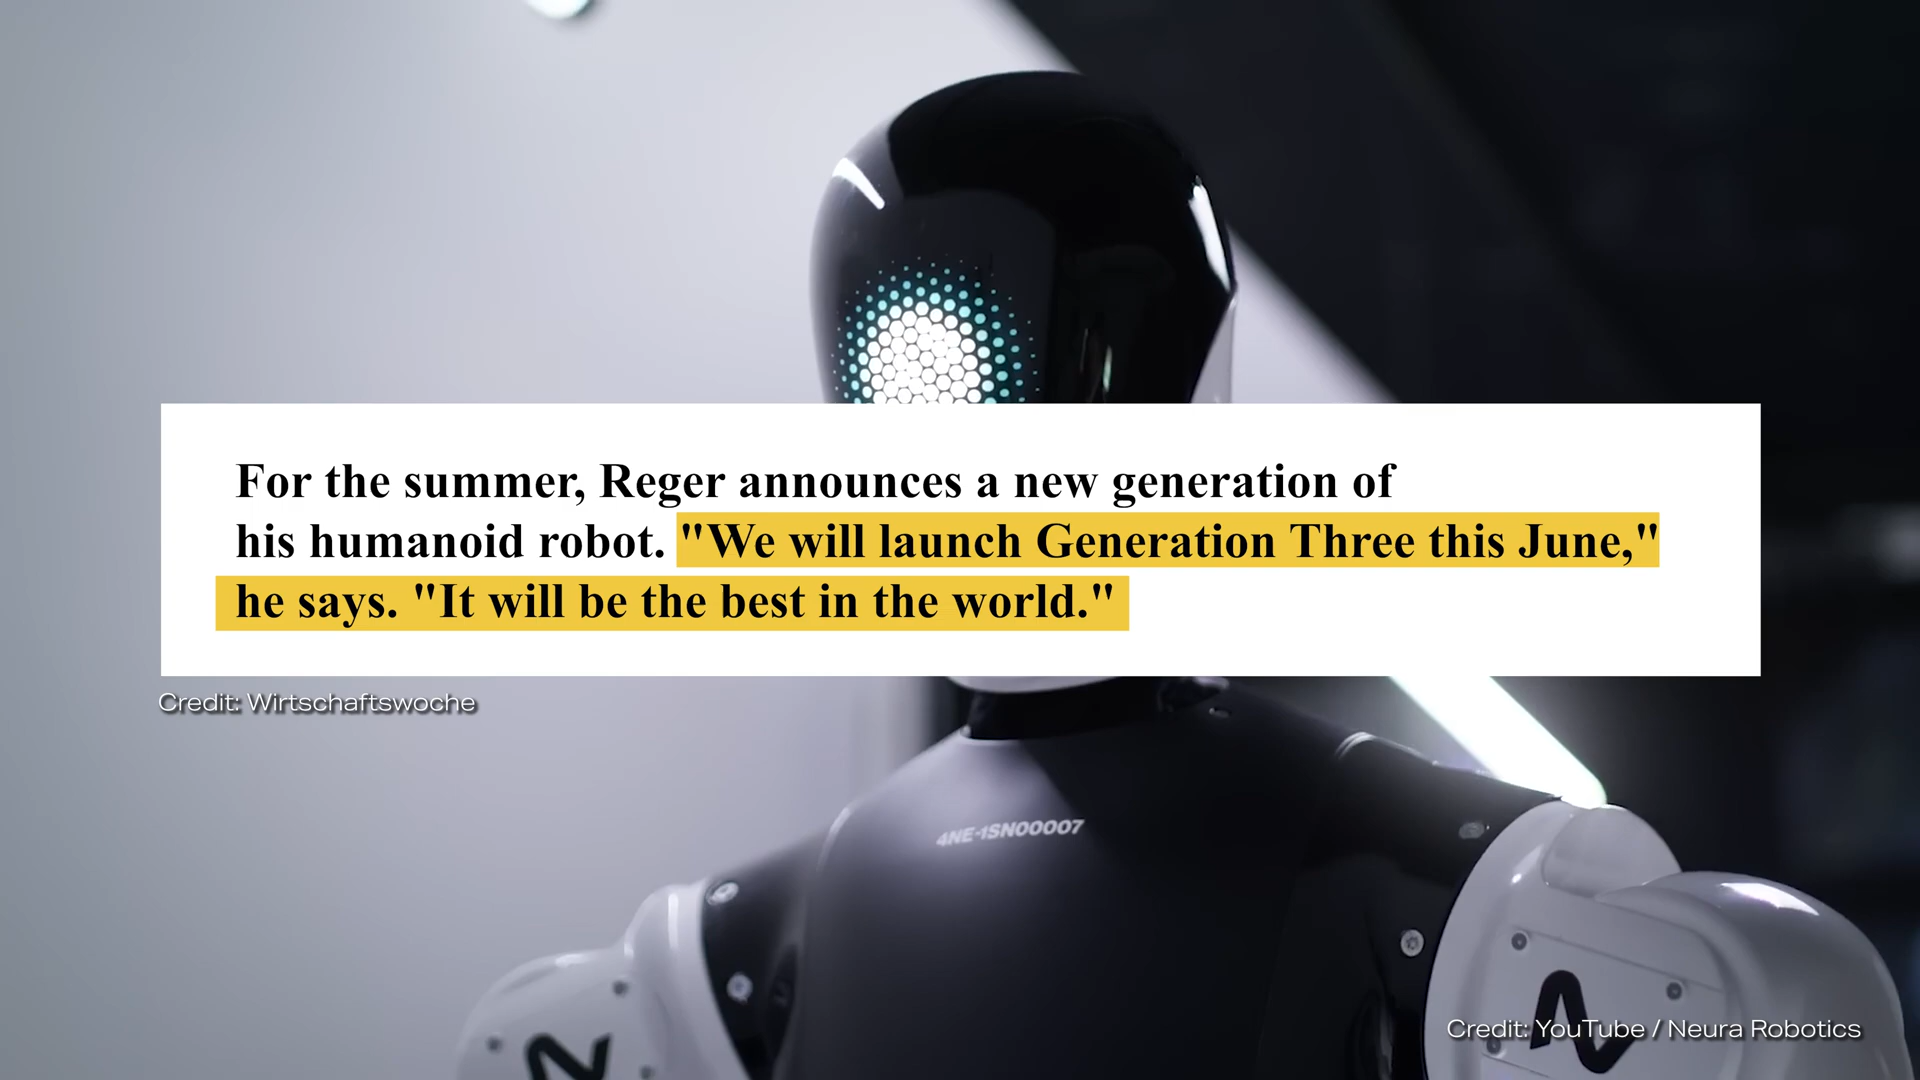 For the summer, Reger announces a new generation of
his humanoid robot. "We will launch Generation Three this June,"
he says. "It will be the best in the world."
Credit: Wirtschaftswoche
4NE-1SN00007
Credit: YouTube / Neura Robotics